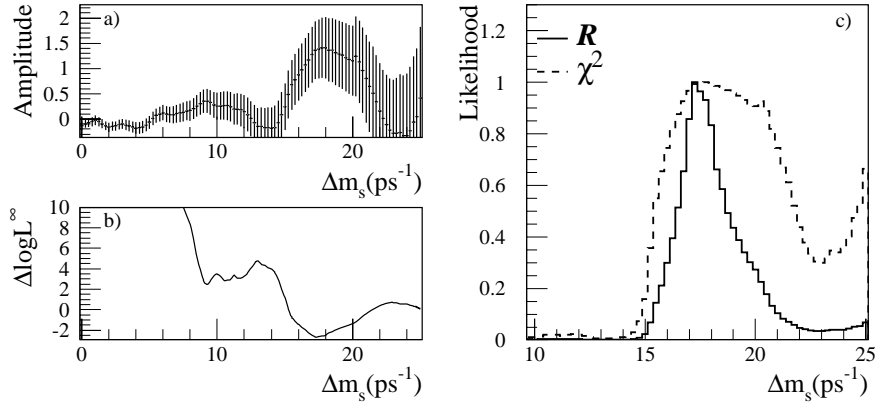 a)
Amplitude
2
1.5
1
0.5
0
0 10 20
Δm_s(ps⁻¹)
b)
ΔlogL^∞
10
8
6
4
2
0
-2
0 10 20
Δm_s(ps⁻¹)
c)
R
χ²
Likelihood
1.2
1
0.8
0.6
0.4
0.2
0
10 15 20 25
Δm_s(ps⁻¹)